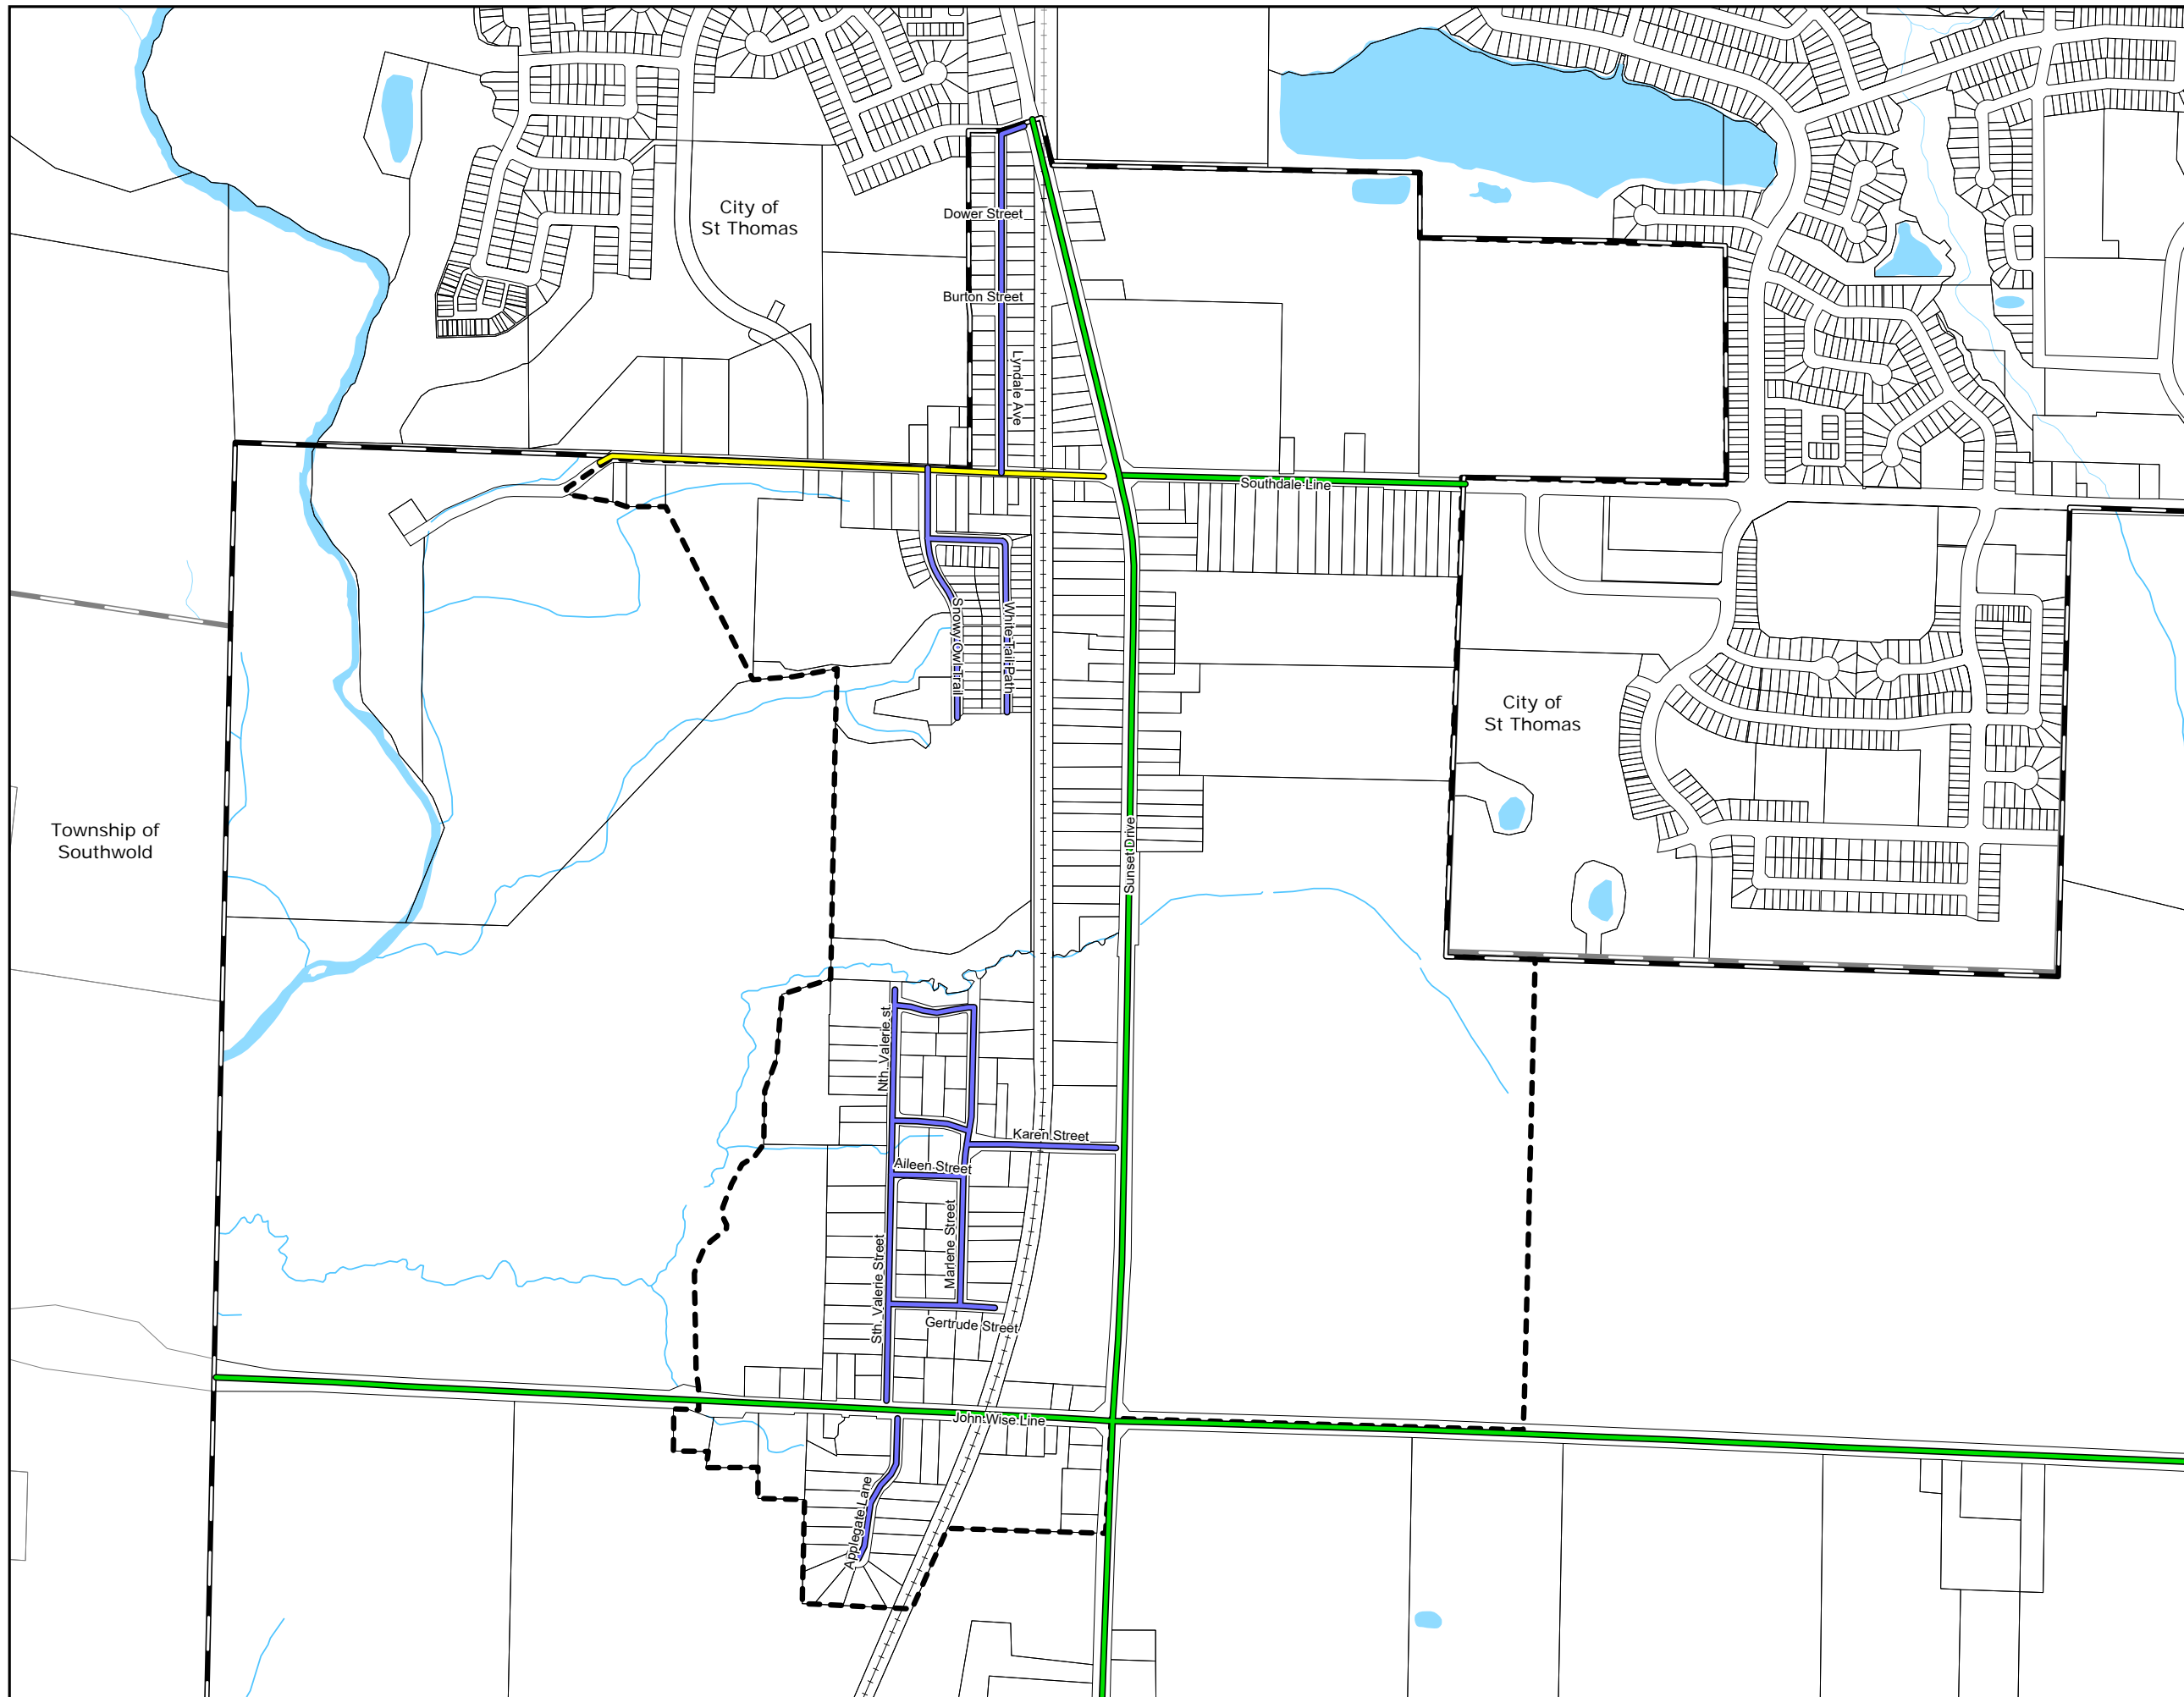 City of
St Thomas
Dower Street
Burton Street
Lyndale Ave
Southdale Line
Snowy Owl Trail
White Tail Path
City of
St Thomas
Township of
Southwold
Sunset Drive
Nth. Valerie st.
Karen Street
Aileen Street
Marlene Street
Sth. Valerie Street
Gertrude Street
John Wise Line
Applegate Lane